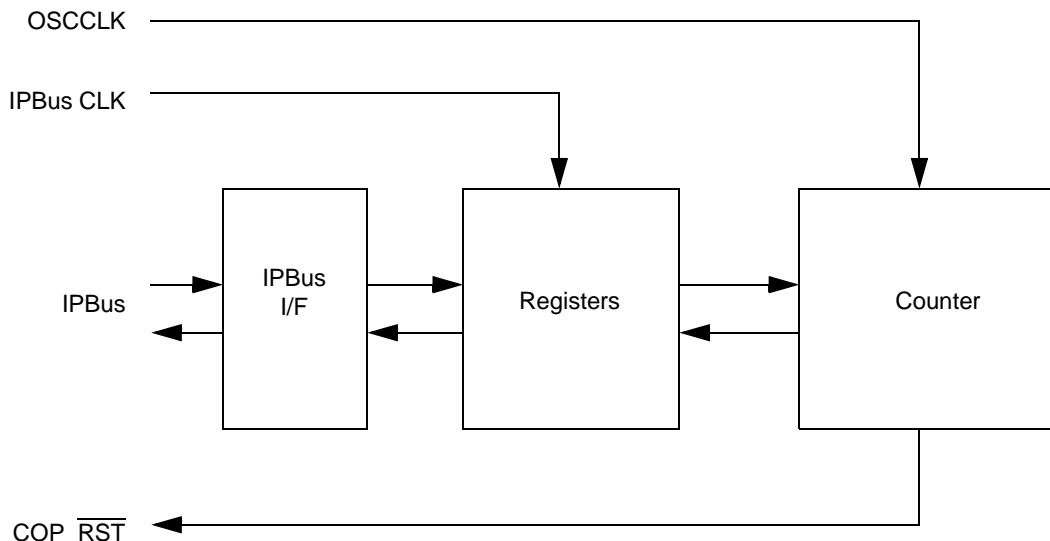 OSCCLK
IPBus CLK
IPBus
IPBus
I/F
Registers
Counter
COP RST